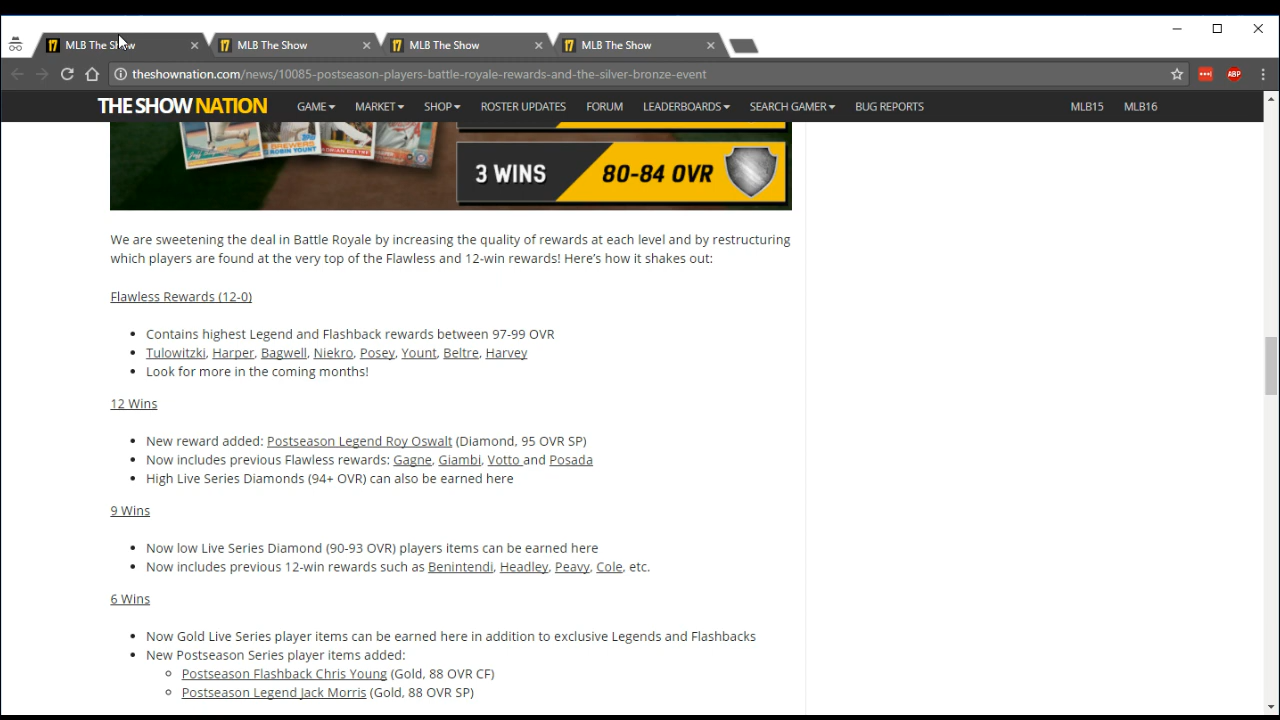 MLB The Show
MLB The Show
MLB The Show
MLB The Show
theshownation.com/news/10085-postseason-players-battle-royale-rewards-and-the-silver-bronze-event
ABP
THE SHOW NATION GAME MARKET SHOP ROSTER UPDATES FORUM LEADERBOARDS SEARCH GAMER BUG REPORTS MLB15 MLB16
BREWERS
ROBIN YOUNT
ADRIAN BELTRE
3 WINS 80-84 OVR
We are sweetening the deal in Battle Royale by increasing the quality of rewards at each level and by restructuring
which players are found at the very top of the Flawless and 12-win rewards! Here's how it shakes out:
Flawless Rewards (12-0)
Contains highest Legend and Flashback rewards between 97-99 OVR
Tulowitzki, Harper, Bagwell, Niekro, Posey, Yount, Beltre, Harvey
Look for more in the coming months!
12 Wins
New reward added: Postseason Legend Roy Oswalt (Diamond, 95 OVR SP)
Now includes previous Flawless rewards: Gagne, Giambi, Votto and Posada
High Live Series Diamonds (94+ OVR) can also be earned here
9 Wins
Now low Live Series Diamond (90-93 OVR) players items can be earned here
Now includes previous 12-win rewards such as Benintendi, Headley, Peavy, Cole, etc.
6 Wins
Now Gold Live Series player items can be earned here in addition to exclusive Legends and Flashbacks
New Postseason Series player items added:
Postseason Flashback Chris Young (Gold, 88 OVR CF)
Postseason Legend Jack Morris (Gold, 88 OVR SP)